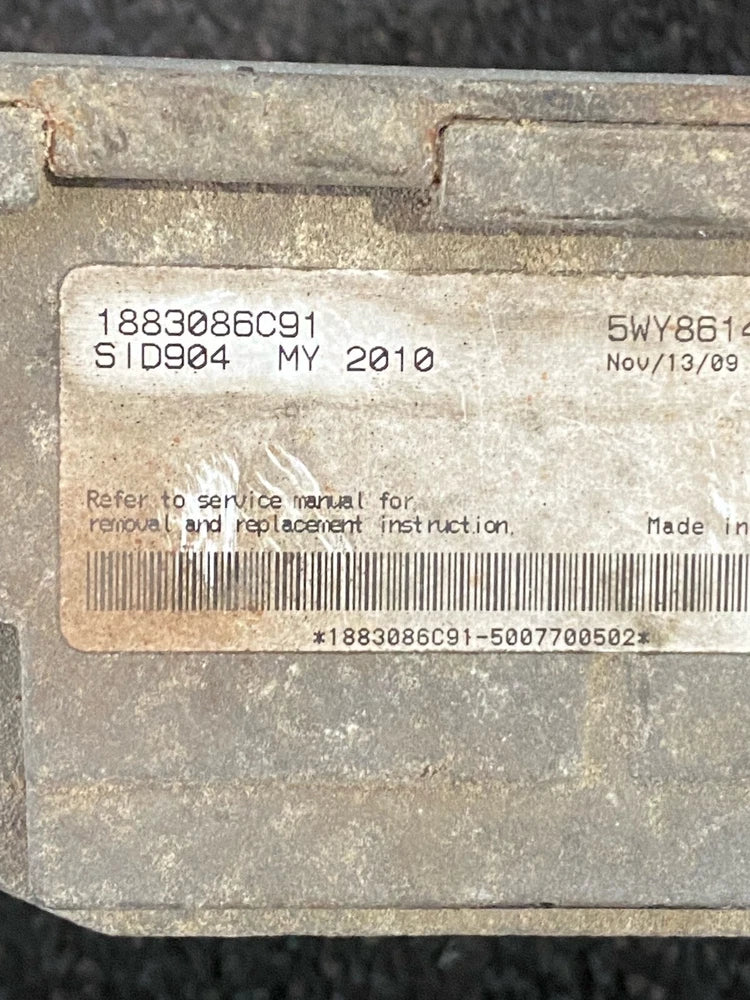 1883086C91
SID904 MY 2010
5WY8614
Nov/13/09
Refer to service manual for
removal and replacement instruction.
Made in
*1883086C91-5007700502*